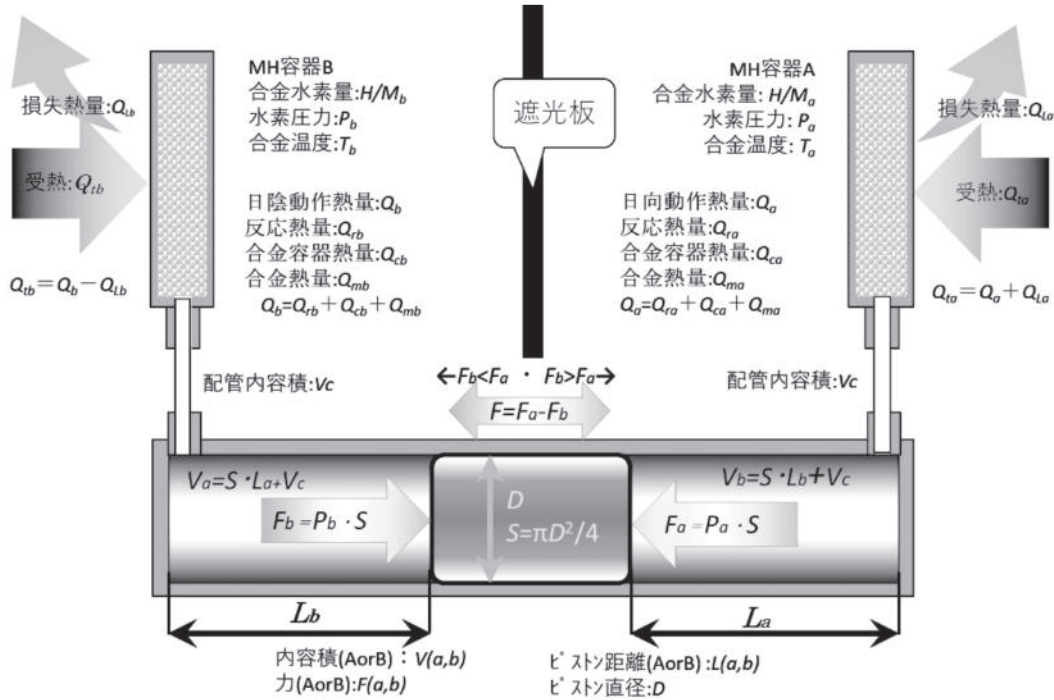 MH容器B
合金水素量:H/M_b
水素圧力:P_b
合金温度:T_b
遮光板
MH容器A
合金水素量: H/M_a
水素圧力: P_a
合金温度: T_a
損失熱量:Q_Lb
受熱:Q_tb
Q_tb=Q_b−Q_Lb
日陰動作熱量:Q_b
反応熱量:Q_rb
合金容器熱量:Q_cb
合金熱量:Q_mb
Q_b=Q_rb+Q_cb+Q_mb
日向動作熱量:Q_a
反応熱量:Q_ra
合金容器熱量:Q_ca
合金熱量:Q_ma
Q_a=Q_ra+Q_ca+Q_ma
損失熱量:Q_La
受熱:Q_ta
Q_ta=Q_a+Q_La
配管内容積:Vc
←F_b<F_a ・ F_b>F_a→
F=F_a-F_b
配管内容積:Vc
V_a=S・L_a+V_c
F_b=P_b・S
D
S=πD²/4
V_b=S・L_b+V_c
F_a=P_a・S
L_b
L_a
内容積(AorB):V(a,b)
力(AorB):F(a,b)
ピストン距離(AorB):L(a,b)
ピストン直径:D